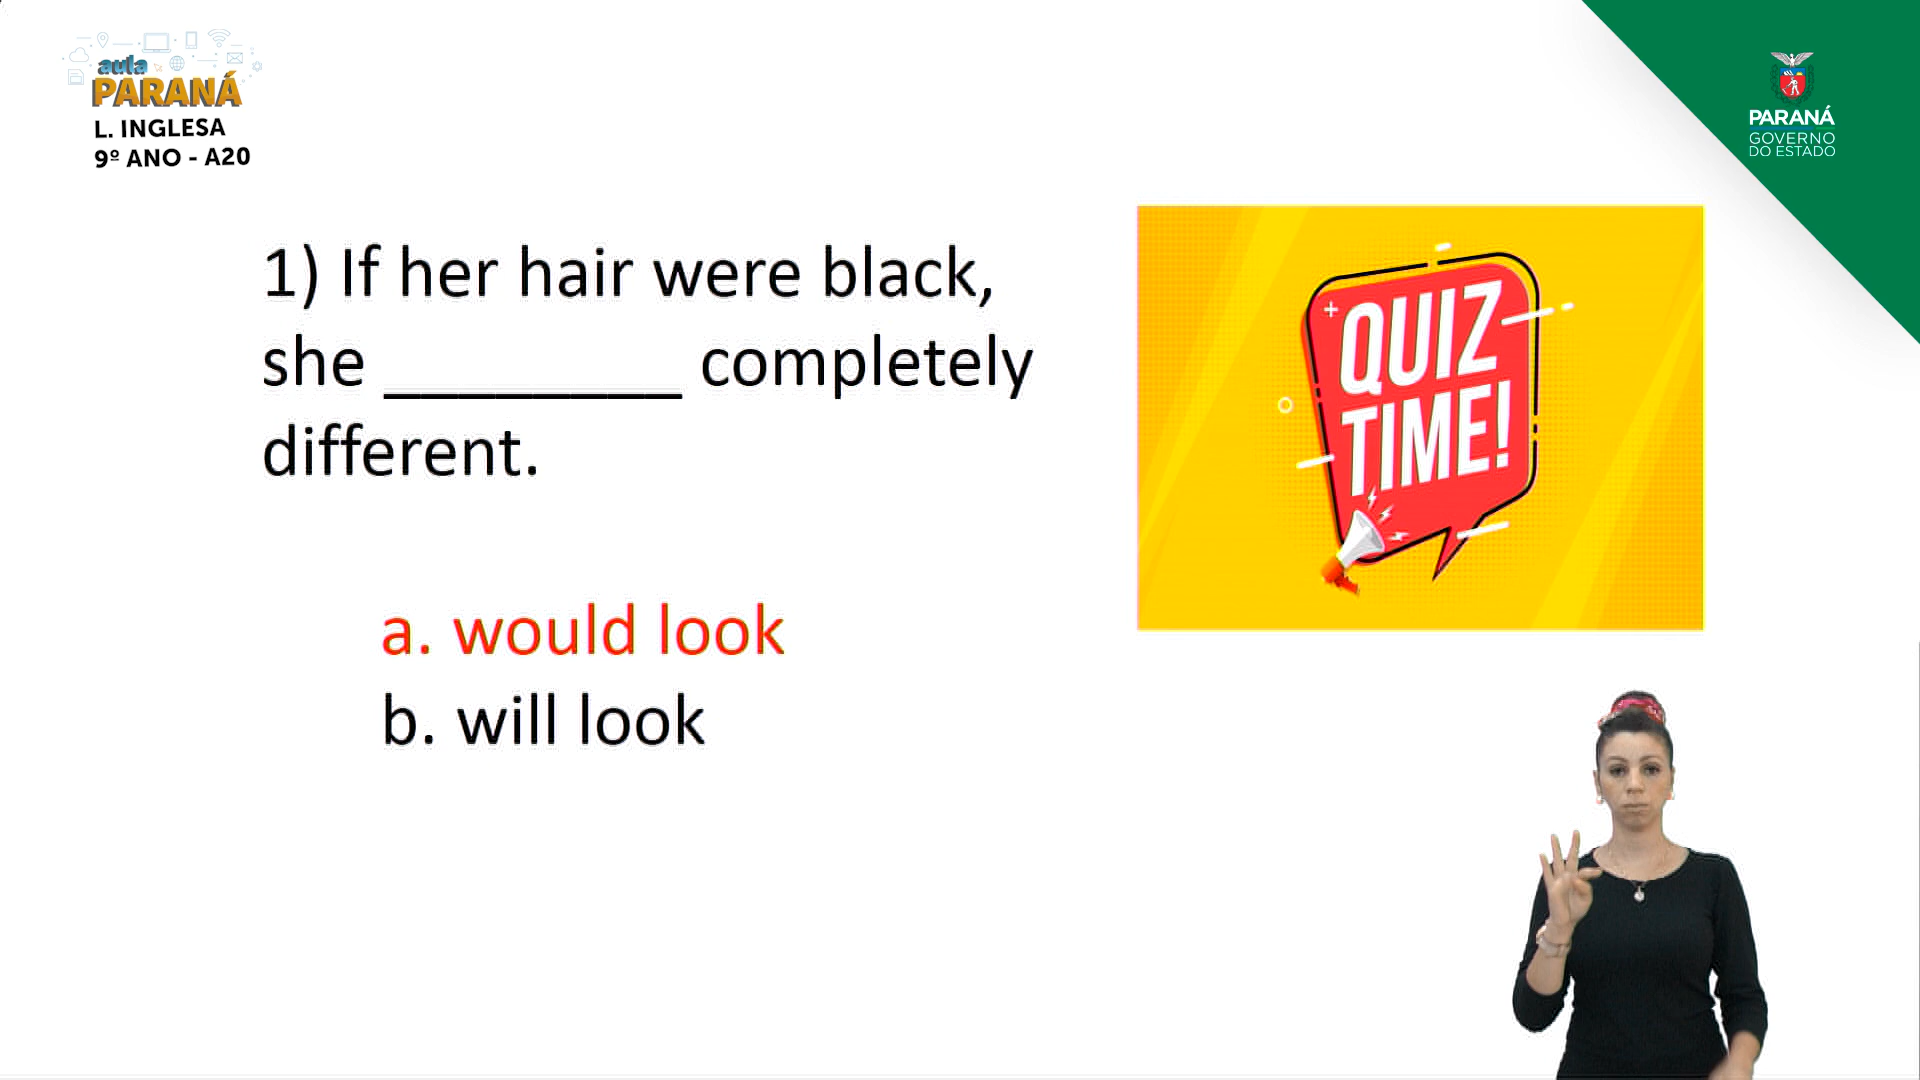 aula
PARANÁ
L. INGLESA
9º ANO - A20
PARANÁ
GOVERNO
DO ESTADO
1) If her hair were black,
she ________ completely
different.
a. would look
b. will look
QUIZ
TIME!